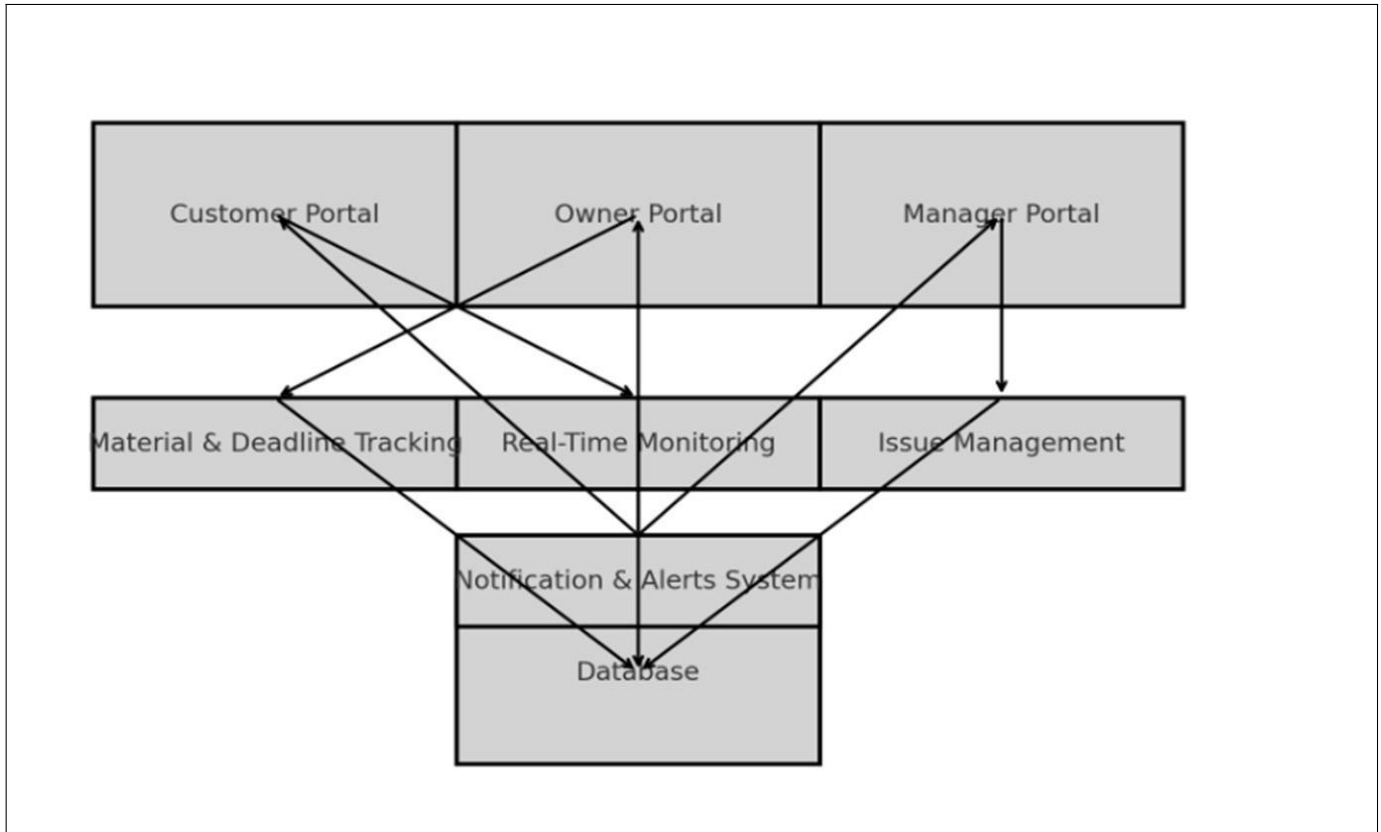 Customer Portal
Owner Portal
Manager Portal
Material & Deadline Tracking
Real-Time Monitoring
Issue Management
Notification & Alerts System
Database